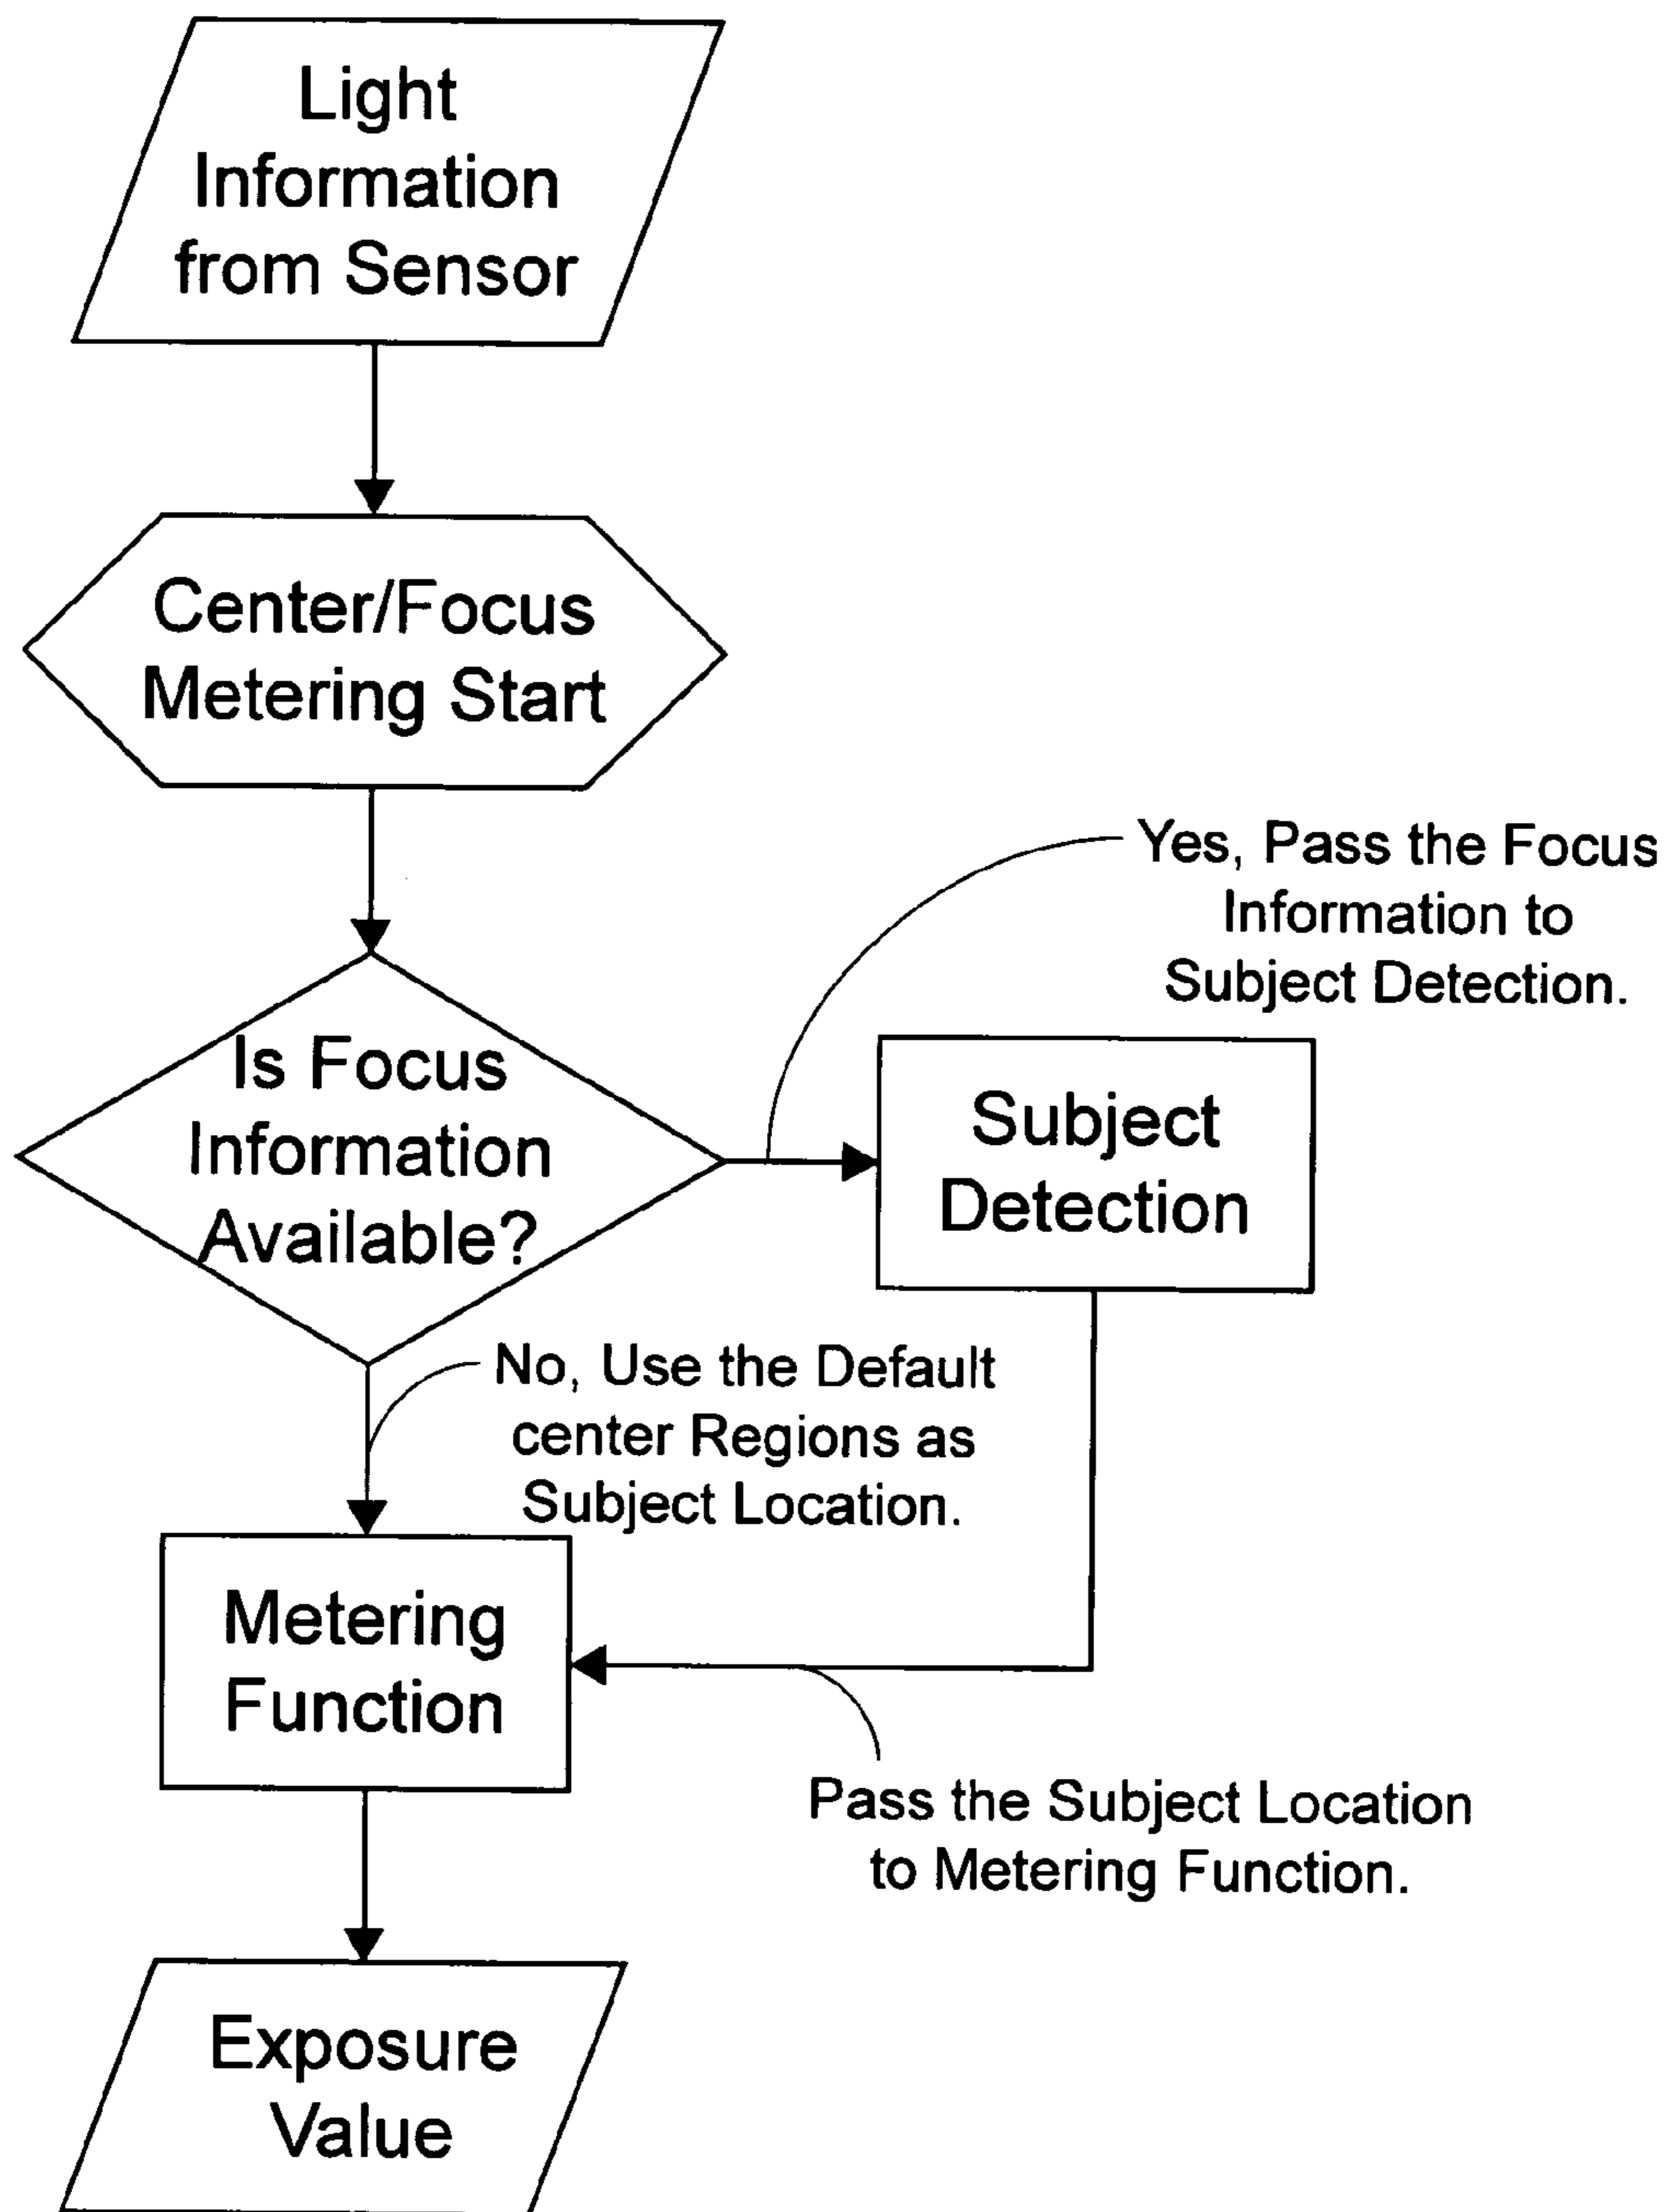 Light
Information
from Sensor
Center/Focus
Metering Start
Yes, Pass the Focus
Information to
Subject Detection.
Is Focus
Information
Available?
Subject
Detection
No, Use the Default
center Regions as
Subject Location.
Metering
Function
Pass the Subject Location
to Metering Function.
Exposure
Value